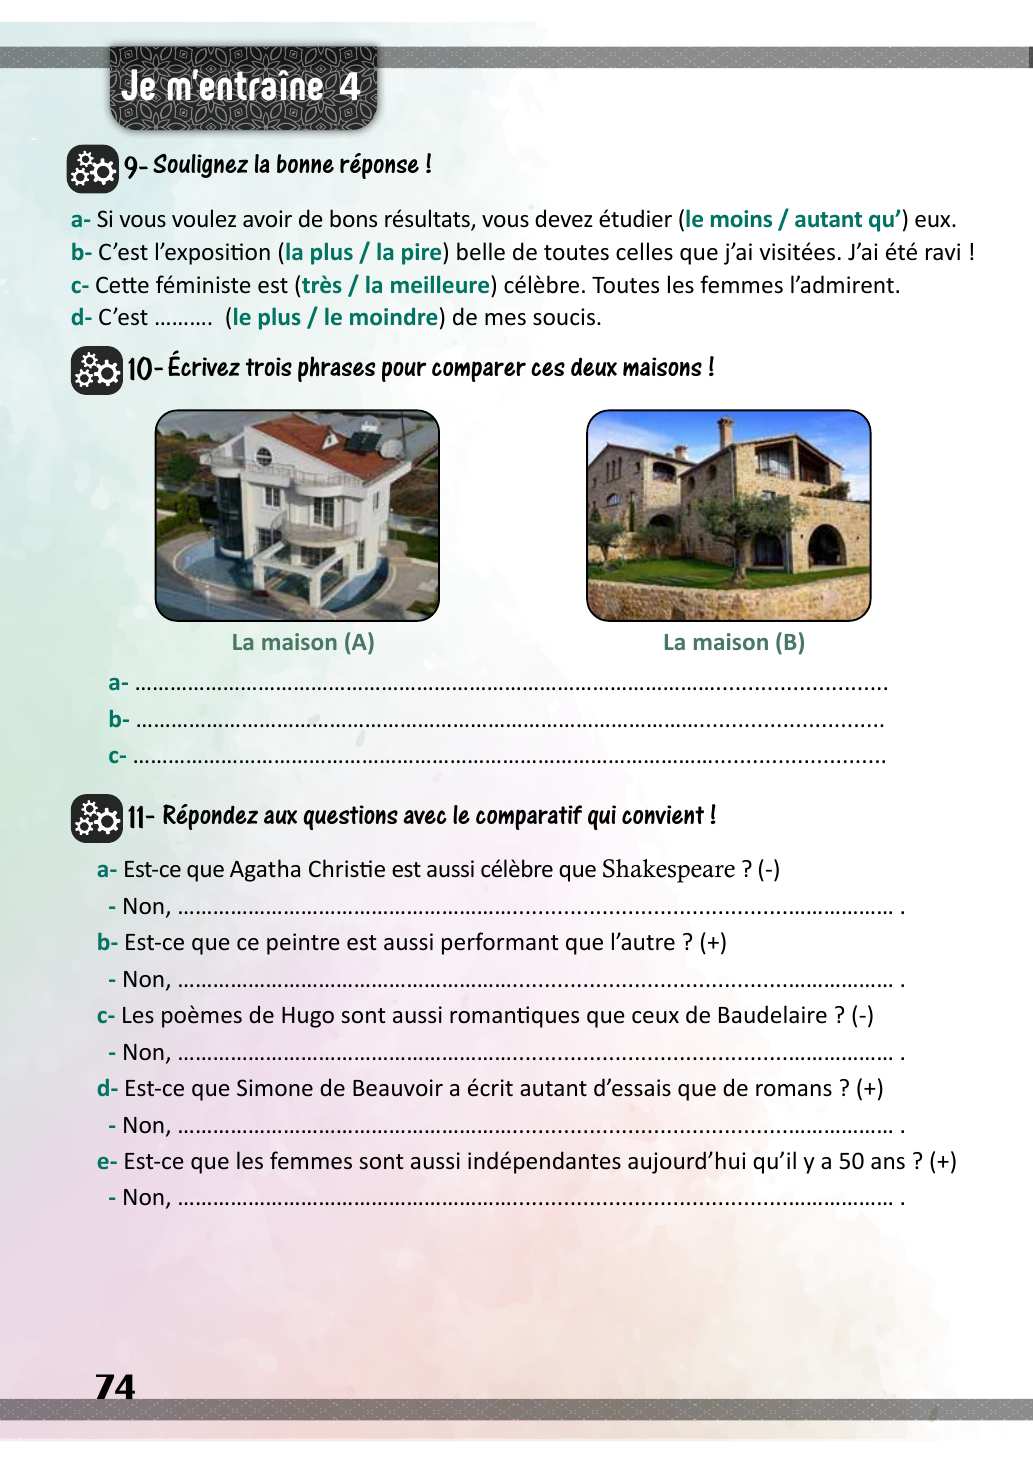 Je m'entraîne 4
9- Soulignez la bonne réponse !
a- Si vous voulez avoir de bons résultats, vous devez étudier (le moins / autant qu’) eux.
b- C’est l’exposition (la plus / la pire) belle de toutes celles que j’ai visitées. J’ai été ravi !
c- Cette féministe est (très / la meilleure) célèbre. Toutes les femmes l’admirent.
d- C’est .......... (le plus / le moindre) de mes soucis.
10- Écrivez trois phrases pour comparer ces deux maisons !
La maison (A) La maison (B)
a- ................................................................
b- ................................................................
c- ................................................................
11- Répondez aux questions avec le comparatif qui convient !
a- Est-ce que Agatha Christie est aussi célèbre que Shakespeare ? (-)
- Non, ................................................................ .
b- Est-ce que ce peintre est aussi performant que l’autre ? (+)
- Non, ................................................................ .
c- Les poèmes de Hugo sont aussi romantiques que ceux de Baudelaire ? (-)
- Non, ................................................................ .
d- Est-ce que Simone de Beauvoir a écrit autant d’essais que de romans ? (+)
- Non, ................................................................ .
e- Est-ce que les femmes sont aussi indépendantes aujourd’hui qu’il y a 50 ans ? (+)
- Non, ................................................................ .
74